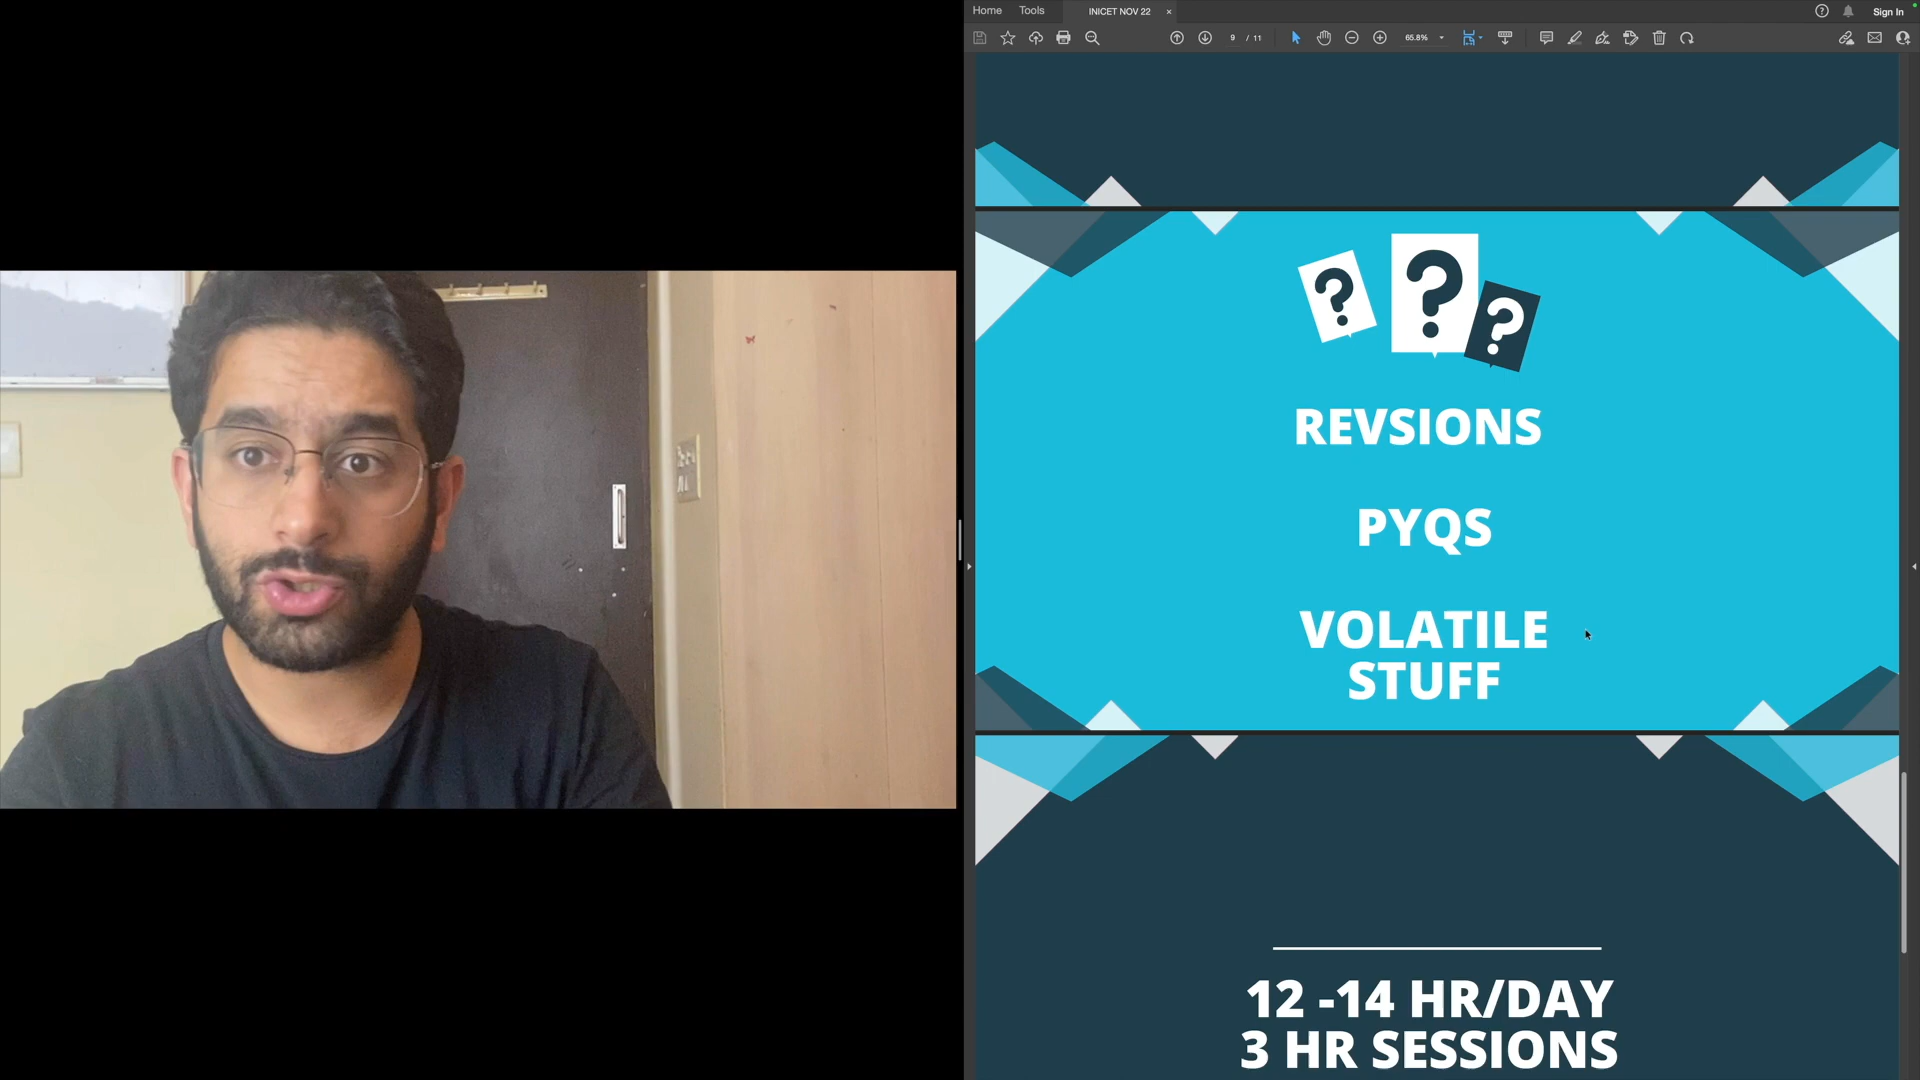 Home Tools INICET NOV 22 × Sign In
9 / 11 65.8%
? ? ?
REVSIONS
PYQS
VOLATILE
STUFF
12 -14 HR/DAY
3 HR SESSIONS